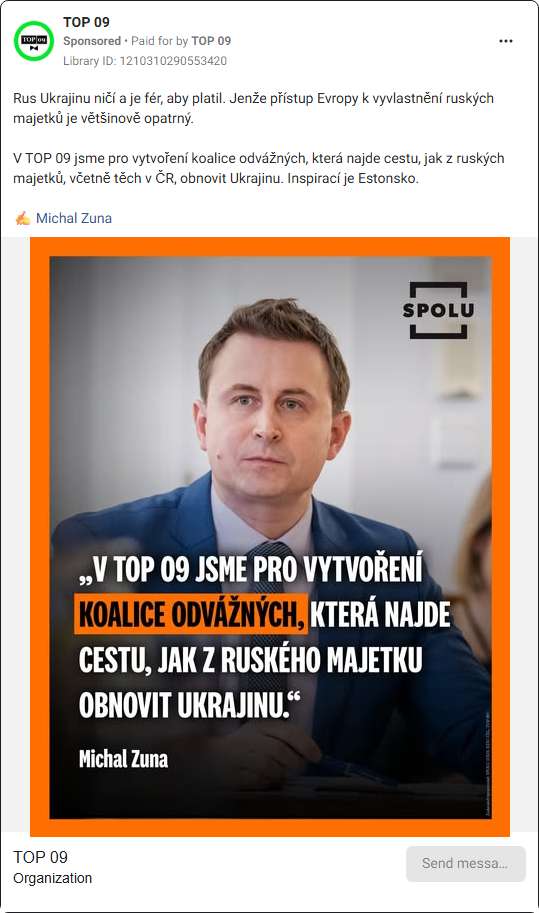 TOP 09
Sponsored • Paid for by TOP 09
Library ID: 1210310290553420
Rus Ukrajinu ničí a je fér, aby platil. Jenže přístup Evropy k vyvlastnění ruských
majetků je většinově opatrný.
V TOP 09 jsme pro vytvoření koalice odvážných, která najde cestu, jak z ruských
majetků, včetně těch v ČR, obnovit Ukrajinu. Inspirací je Estonsko.
✍ Michal Zuna
SPOLU
„V TOP 09 JSME PRO VYTVOŘENÍ
KOALICE ODVÁŽNÝCH, KTERÁ NAJDE
CESTU, JAK Z RUSKÉHO MAJETKU
OBNOVIT UKRAJINU.“
Michal Zuna
TOP 09
Organization
Send messa...